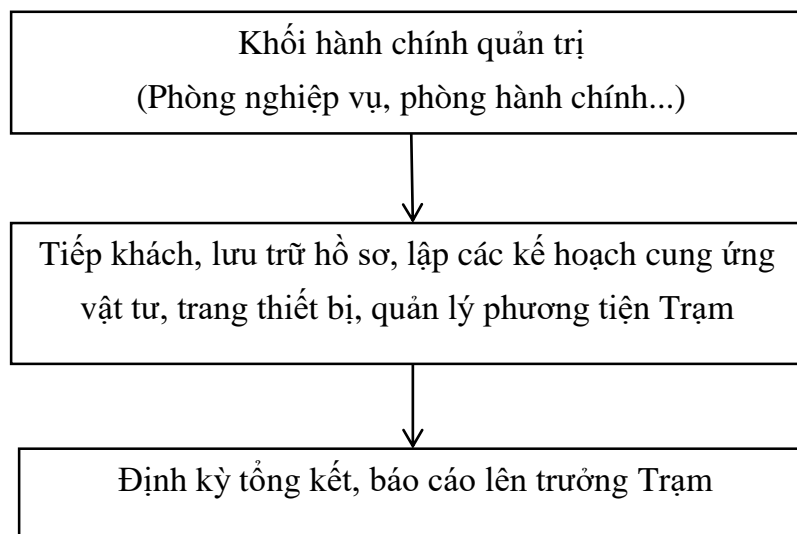 Khối hành chính quản trị
(Phòng nghiệp vụ, phòng hành chính...)
Tiếp khách, lưu trữ hồ sơ, lập các kế hoạch cung ứng
vật tư, trang thiết bị, quản lý phương tiện Trạm
Định kỳ tổng kết, báo cáo lên trưởng Trạm